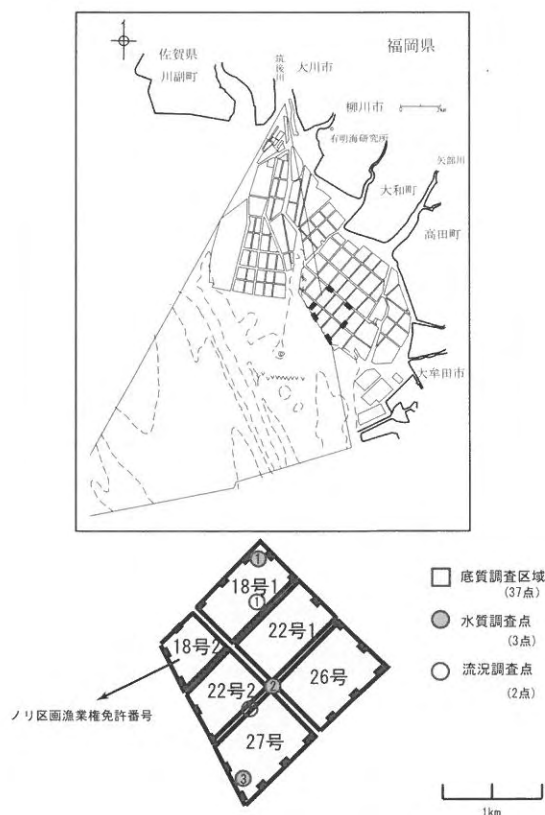 福岡県
佐賀県
川副町
筑後川
大川市
柳川市
有明海研究所
矢部川
大和町
高田町
大牟田市
①
18号1
①
22号1
18号2
22号2
②
26号
27号
③
ノリ区画漁業権免許番号
底質調査区域
(37点)
水質調査点
(3点)
流況調査点
(2点)
1km